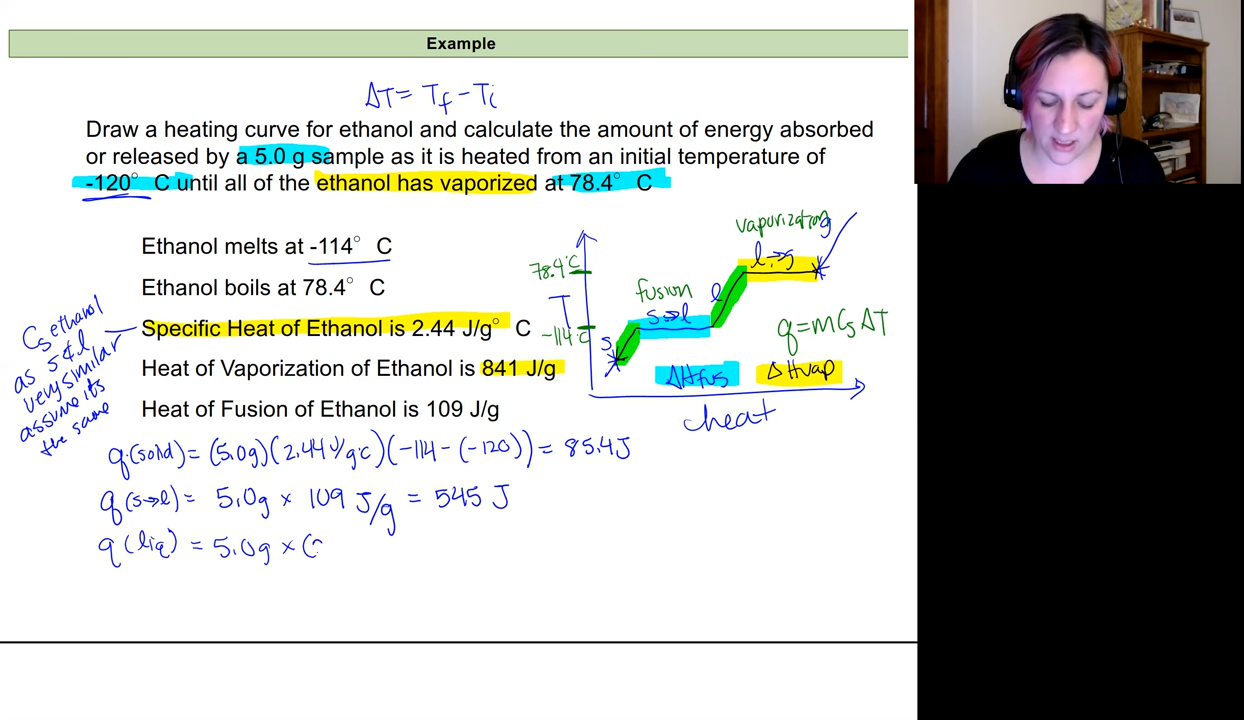 Example
ΔT = Tf - Ti
Draw a heating curve for ethanol and calculate the amount of energy absorbed
or released by a 5.0 g sample as it is heated from an initial temperature of
-120° C until all of the ethanol has vaporized at 78.4° C
Ethanol melts at -114° C
Ethanol boils at 78.4° C
Specific Heat of Ethanol is 2.44 J/g° C
Heat of Vaporization of Ethanol is 841 J/g
Heat of Fusion of Ethanol is 109 J/g
Cs ethanol
as s & l
very similar
assume its
the same
vaporization
g
78.4°C
l→g
fusion
l
T
s→l
-114°C
s
q=mCsΔT
ΔHfus
ΔHvap
heat
q(solid) = (5.0g)(2.44 J/g°C)(-114-(-120)) = 85.4J
q(s→l) = 5.0g × 109 J/g = 545 J
q(liq) = 5.0g × (